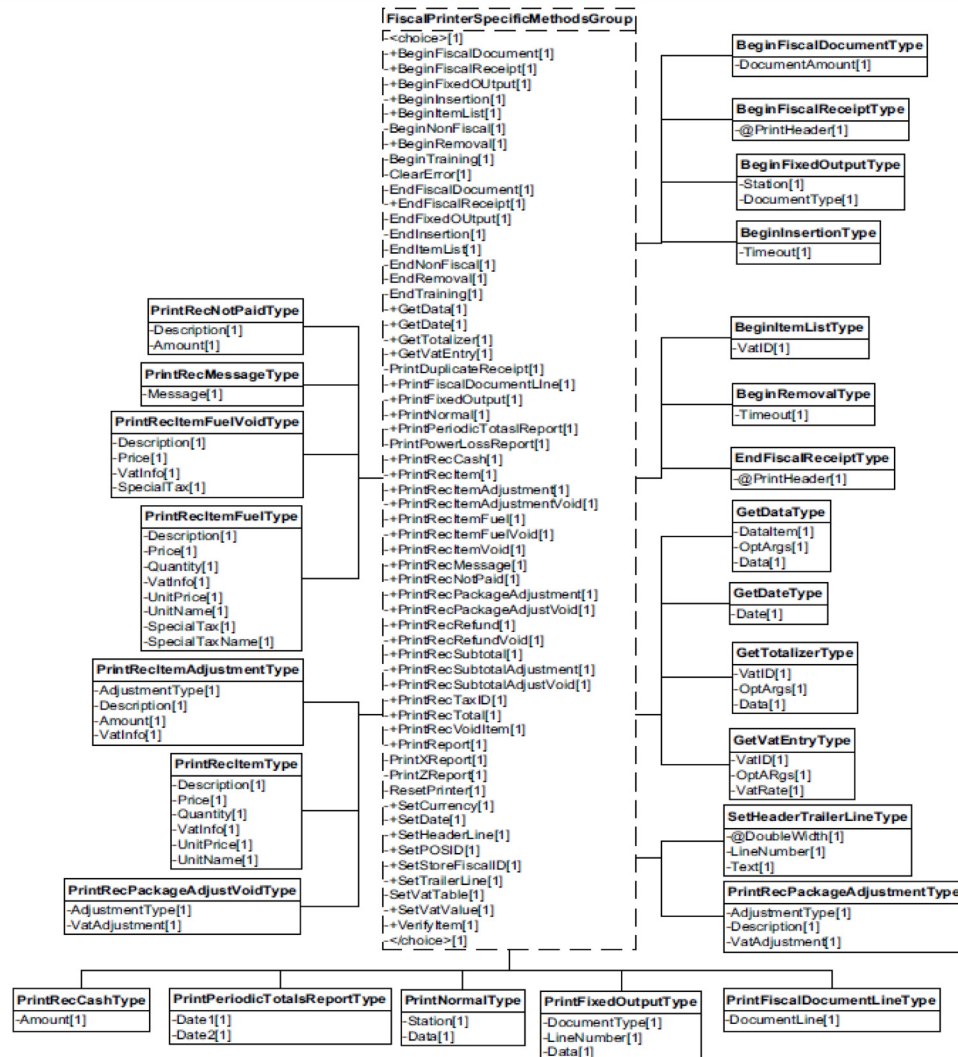 FiscalPrinterSpecificMethodsGroup
-<choice>[1]
-+BeginFiscalDocument[1]
-+BeginFiscalReceipt[1]
-+BeginFixedOUtput[1]
-+BeginInsertion[1]
-+BeginItemList[1]
-BeginNonFiscal[1]
-+BeginRemoval[1]
-BeginTraining[1]
-ClearError[1]
-EndFiscalDocument[1]
-+EndFiscalReceipt[1]
-EndFixedOUtput[1]
-EndInsertion[1]
-EndItemList[1]
-EndNonFiscal[1]
-EndRemoval[1]
-EndTraining[1]
-+GetData[1]
-+GetDate[1]
-+GetTotalizer[1]
-+GetVatEntry[1]
-PrintDuplicateReceipt[1]
-+PrintFiscalDocumentLIne[1]
-+PrintFixedOutput[1]
-+PrintNormal[1]
-+PrintPeriodicTotaslReport[1]
-PrintPowerLossReport[1]
-+PrintRecCash[1]
-+PrintRecItem[1]
-+PrintRecItemAdjustment[1]
-+PrintRecItemAdjustmentVoid[1]
-+PrintRecItemFuel[1]
-+PrintRecItemFuelVoid[1]
-+PrintRecItemVoid[1]
-+PrintRecMessage[1]
-+PrintRecNotPaid[1]
-+PrintRecPackageAdjustment[1]
-+PrintRecPackageAdjustVoid[1]
-+PrintRecRefund[1]
-+PrintRecRefundVoid[1]
-+PrintRecSubtotal[1]
-+PrintRecSubtotalAdjustment[1]
-+PrintRecSubtotalAdjustVoid[1]
-+PrintRecTaxID[1]
-+PrintRecTotal[1]
-+PrintRecVoidItem[1]
-+PrintReport[1]
-PrintXReport[1]
-PrintZReport[1]
-ResetPrinter[1]
-+SetCurrency[1]
-+SetDate[1]
-+SetHeaderLine[1]
-+SetPOSID[1]
-+SetStoreFiscalID[1]
-+SetTrailerLine[1]
-SetVatTable[1]
-+SetVatValue[1]
-+VerifyItem[1]
-</choice>[1]
PrintRecNotPaidType
-Description[1]
-Amount[1]
PrintRecMessageType
-Message[1]
PrintRecItemFuelVoidType
-Description[1]
-Price[1]
-VatInfo[1]
-SpecialTax[1]
PrintRecItemFuelType
-Description[1]
-Price[1]
-Quantity[1]
-VatInfo[1]
-UnitPrice[1]
-UnitName[1]
-SpecialTax[1]
-SpecialTaxName[1]
PrintRecItemAdjustmentType
-AdjustmentType[1]
-Description[1]
-Amount[1]
-VatInfo[1]
PrintRecItemType
-Description[1]
-Price[1]
-Quantity[1]
-VatInfo[1]
-UnitPrice[1]
-UnitName[1]
PrintRecPackageAdjustVoidType
-AdjustmentType[1]
-VatAdjustment[1]
BeginFiscalDocumentType
-DocumentAmount[1]
BeginFiscalReceiptType
-@PrintHeader[1]
BeginFixedOutputType
-Station[1]
-DocumentType[1]
BeginInsertionType
-Timeout[1]
BeginItemListType
-VatID[1]
BeginRemovalType
-Timeout[1]
EndFiscalReceiptType
-@PrintHeader[1]
GetDataType
-DataItem[1]
-OptArgs[1]
-Data[1]
GetDateType
-Date[1]
GetTotalizerType
-VatID[1]
-OptArgs[1]
-Data[1]
GetVatEntryType
-VatID[1]
-OptARgs[1]
-VatRate[1]
SetHeaderTrailerLineType
-@DoubleWidth[1]
-LineNumber[1]
-Text[1]
PrintRecPackageAdjustmentType
-AdjustmentType[1]
-Description[1]
-VatAdjustment[1]
PrintRecCashType
-Amount[1]
PrintPeriodicTotalsReportType
-Date1[1]
-Date2[1]
PrintNormalType
-Station[1]
-Data[1]
PrintFixedOutputType
-DocumentType[1]
-LineNumber[1]
-Data[1]
PrintFiscalDocumentLineType
-DocumentLine[1]